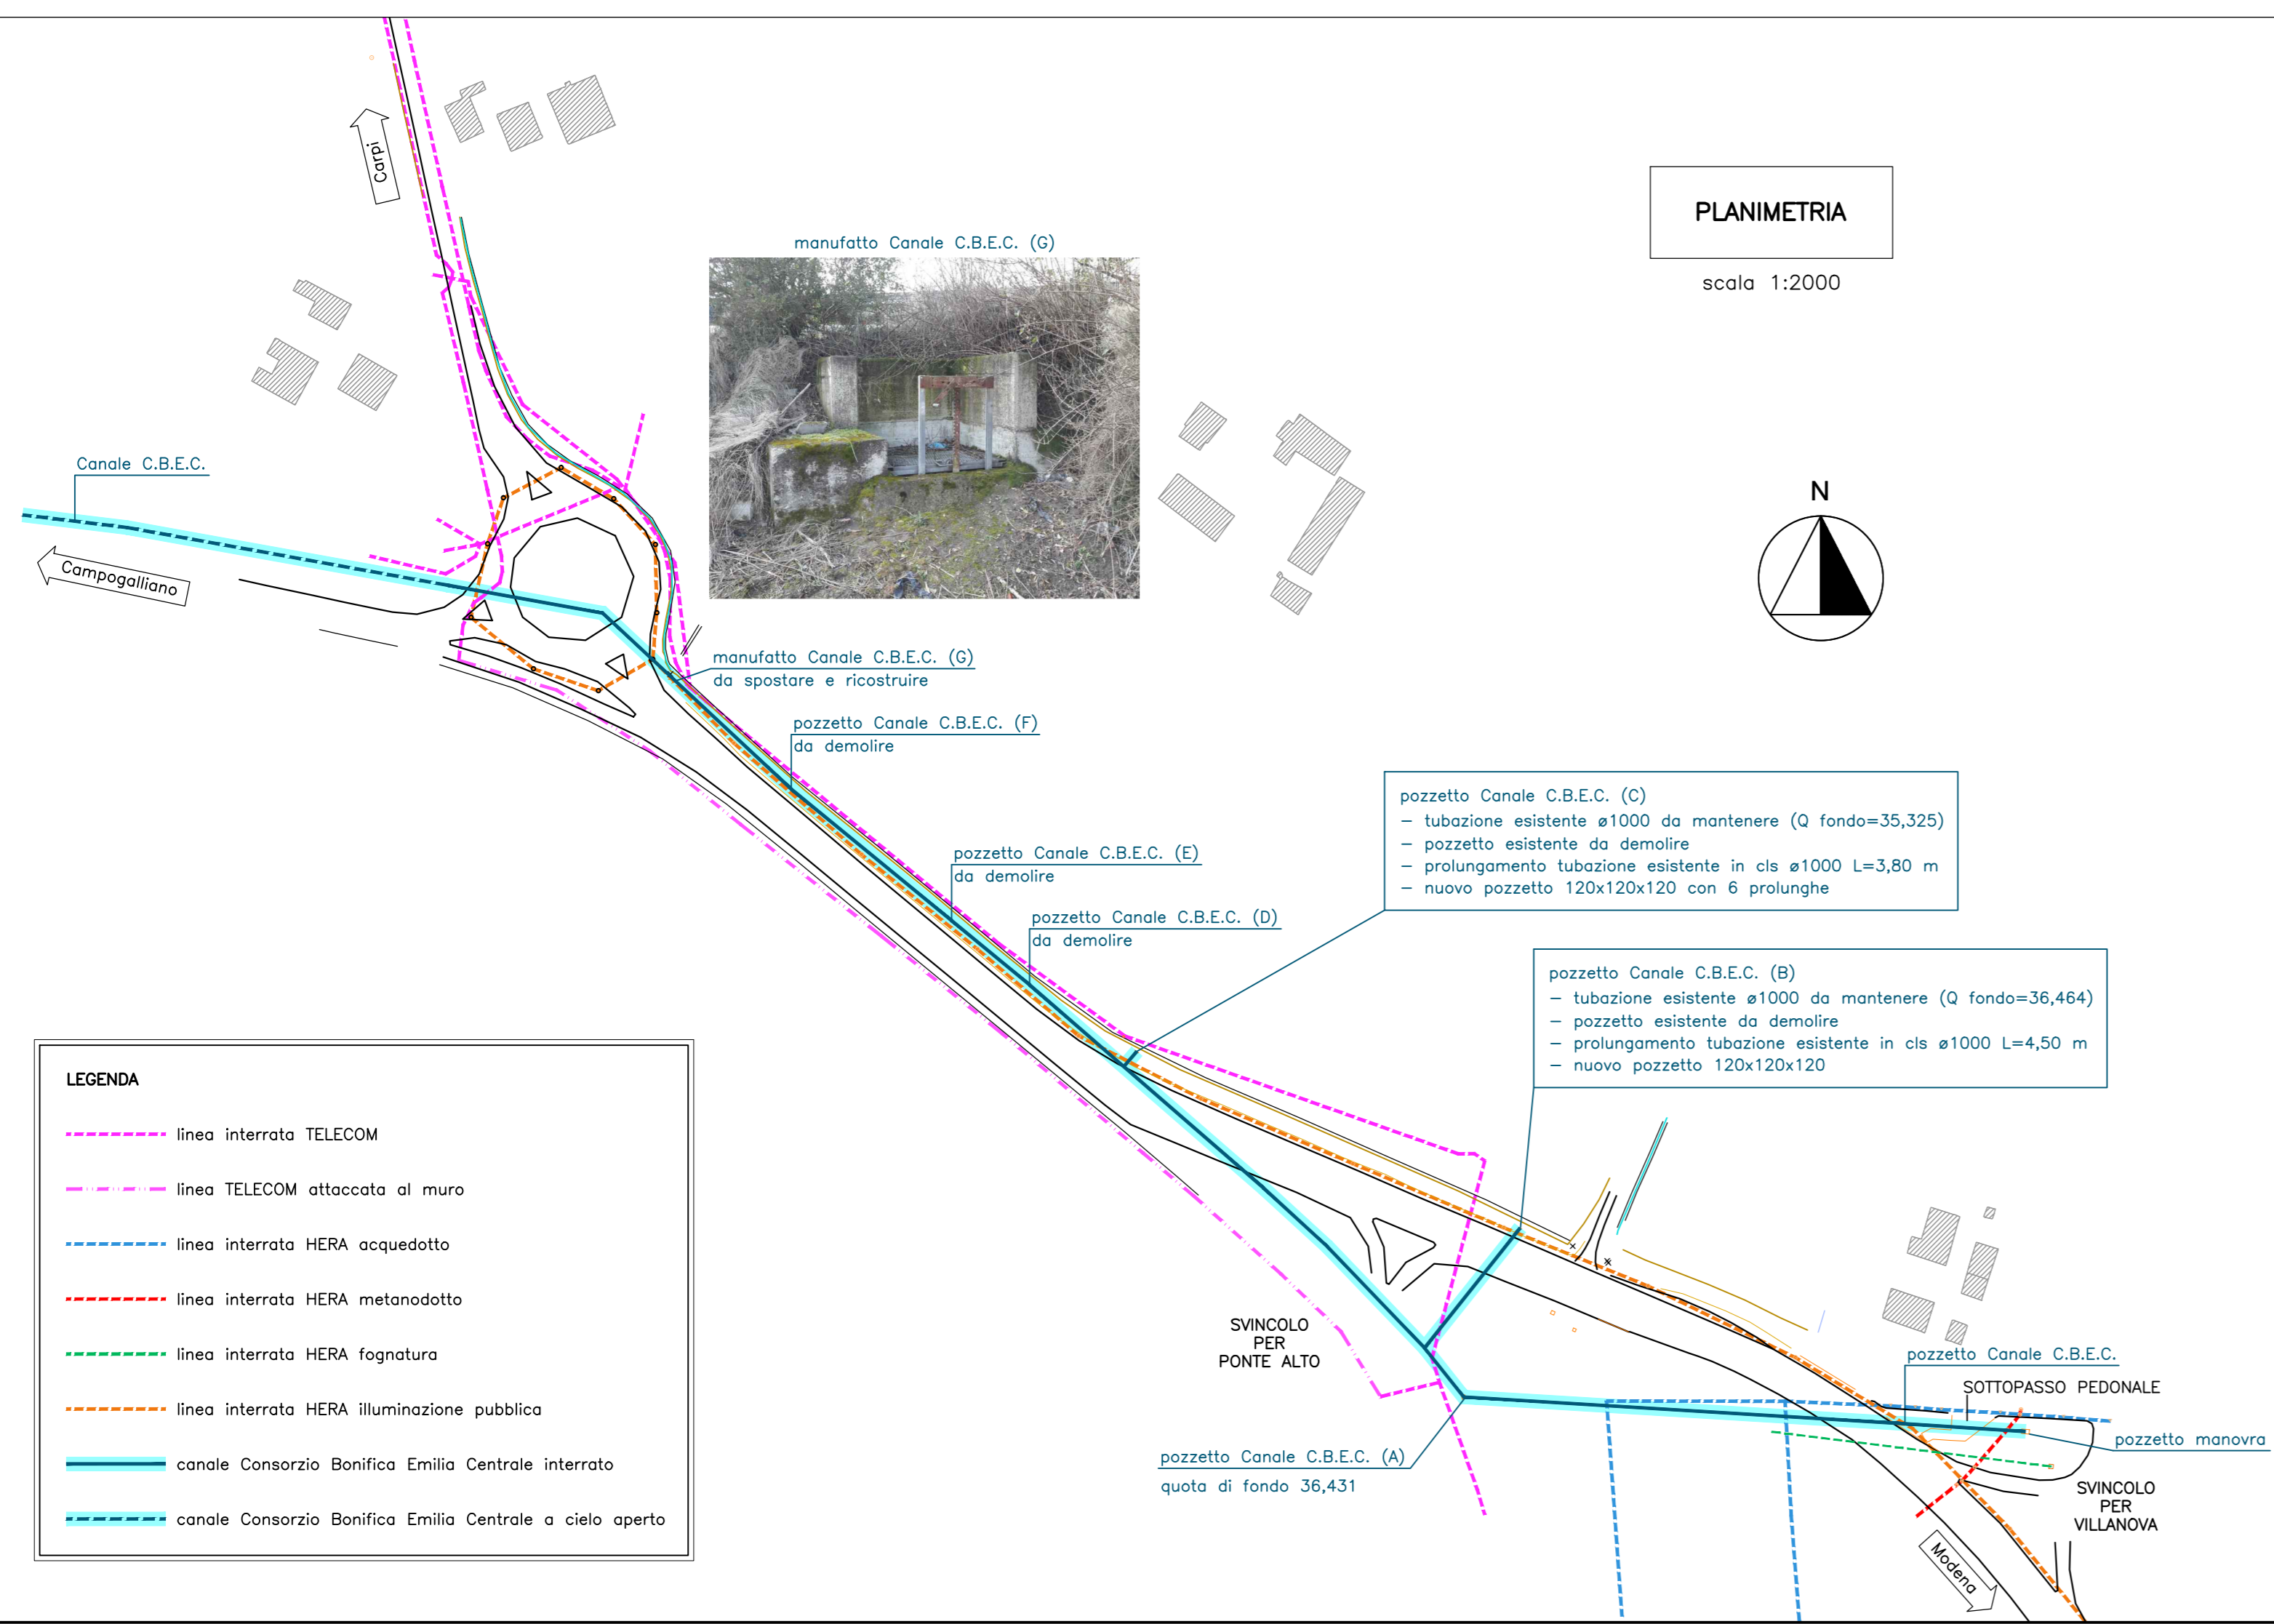 PLANIMETRIA
scala 1:2000
Carpi
manufatto Canale C.B.E.C. (G)
N
Canale C.B.E.C.
Campogalliano
manufatto Canale C.B.E.C. (G)
da spostare e ricostruire
pozzetto Canale C.B.E.C. (F)
da demolire
pozzetto Canale C.B.E.C. (E)
da demolire
pozzetto Canale C.B.E.C. (D)
da demolire
pozzetto Canale C.B.E.C. (C)
– tubazione esistente ø1000 da mantenere (Q fondo=35,325)
– pozzetto esistente da demolire
– prolungamento tubazione esistente in cls ø1000 L=3,80 m
– nuovo pozzetto 120x120x120 con 6 prolunghe
pozzetto Canale C.B.E.C. (B)
– tubazione esistente ø1000 da mantenere (Q fondo=36,464)
– pozzetto esistente da demolire
– prolungamento tubazione esistente in cls ø1000 L=4,50 m
– nuovo pozzetto 120x120x120
SVINCOLO
PER
PONTE ALTO
pozzetto Canale C.B.E.C.
SOTTOPASSO PEDONALE
pozzetto manovra
pozzetto Canale C.B.E.C. (A)
quota di fondo 36,431
SVINCOLO
PER
VILLANOVA
Modena
LEGENDA
linea interrata TELECOM
linea TELECOM attaccata al muro
linea interrata HERA acquedotto
linea interrata HERA metanodotto
linea interrata HERA fognatura
linea interrata HERA illuminazione pubblica
canale Consorzio Bonifica Emilia Centrale interrato
canale Consorzio Bonifica Emilia Centrale a cielo aperto